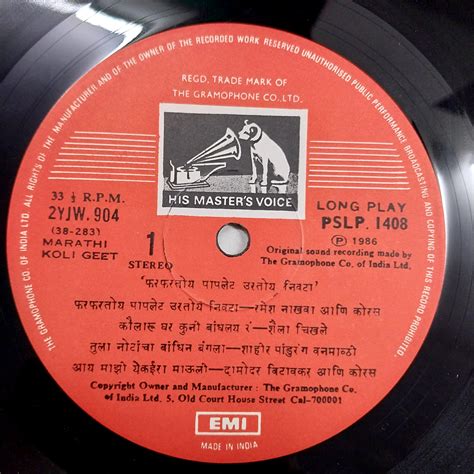 ALL RIGHTS OF THE MANUFACTURER AND OF THE OWNER OF THE RECORDED WORK RESERVED UNAUTHORISED PUBLIC PERFORMANCE BROADCASTING AND COPYING OF THIS RECORD PROHIBITED.
REGD. TRADE MARK OF
THE GRAMOPHONE CO. LTD.
HIS MASTER'S VOICE
33 ⅓ R.P.M.
2YJW. 904
(38-283)
MARATHI
KOLI GEET
1
STEREO
LONG PLAY
PSLP. 1408
Ⓟ 1986
Original sound recording made by
The Gramophone Co. of India Ltd.
'फरफरतोय पापलेट उरतोय निवटा'
फरफरतोय पापलेट उरतोय निवटा–रमेश नाखवा आणि कोरस
कौलारू घर कुनो बांधलय रं–शैला चिखले
तुला नोटांचा बांधिन बंगला–शाहीर पांडुरंग वनमाळी
आय माझी येकईरा माऊली–दामोदर विटावकर आणि कोरस
Copyright Owner and Manufacturer : The Gramophone Co.
of India Ltd. 5, Old Court House Street Cal-700001
EMI
MADE IN INDIA
THE GRAMOPHONE CO. OF INDIA LTD.